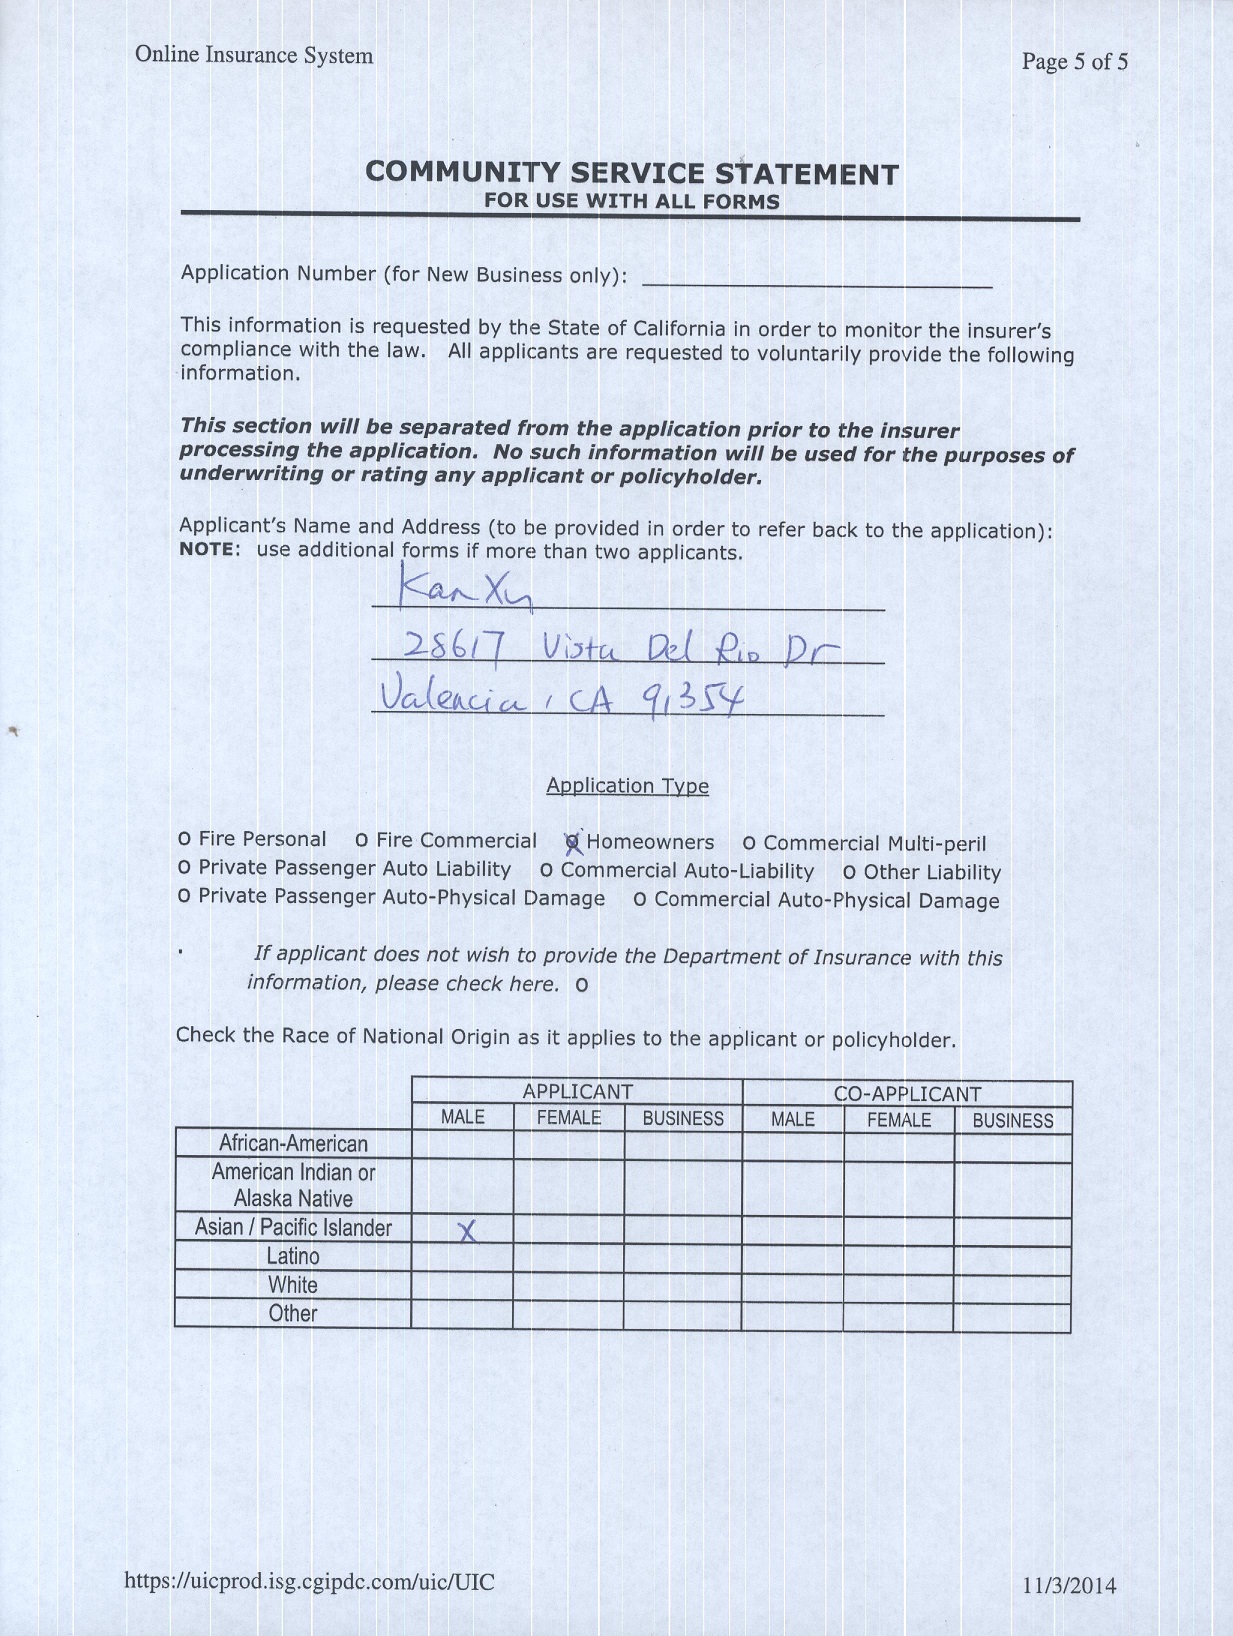 Online Insurance System
Page 5 of 5
COMMUNITY SERVICE STATEMENT
FOR USE WITH ALL FORMS
Application Number (for New Business only): ____________________
This information is requested by the State of California in order to monitor the insurer's
compliance with the law. All applicants are requested to voluntarily provide the following
information.
This section will be separated from the application prior to the insurer
processing the application. No such information will be used for the purposes of
underwriting or rating any applicant or policyholder.
Applicant's Name and Address (to be provided in order to refer back to the application):
NOTE: use additional forms if more than two applicants.
Kan Xu
28617 Vista Del Rio Dr
Valencia, CA 91354
Application Type
O Fire Personal O Fire Commercial X Homeowners O Commercial Multi-peril
O Private Passenger Auto Liability O Commercial Auto-Liability O Other Liability
O Private Passenger Auto-Physical Damage O Commercial Auto-Physical Damage
If applicant does not wish to provide the Department of Insurance with this
information, please check here. O
Check the Race of National Origin as it applies to the applicant or policyholder.
APPLICANT CO-APPLICANT
MALE FEMALE BUSINESS MALE FEMALE BUSINESS
African-American
American Indian or
Alaska Native
Asian / Pacific Islander X
Latino
White
Other
https://uicprod.isg.cgipdc.com/uic/UIC
11/3/2014